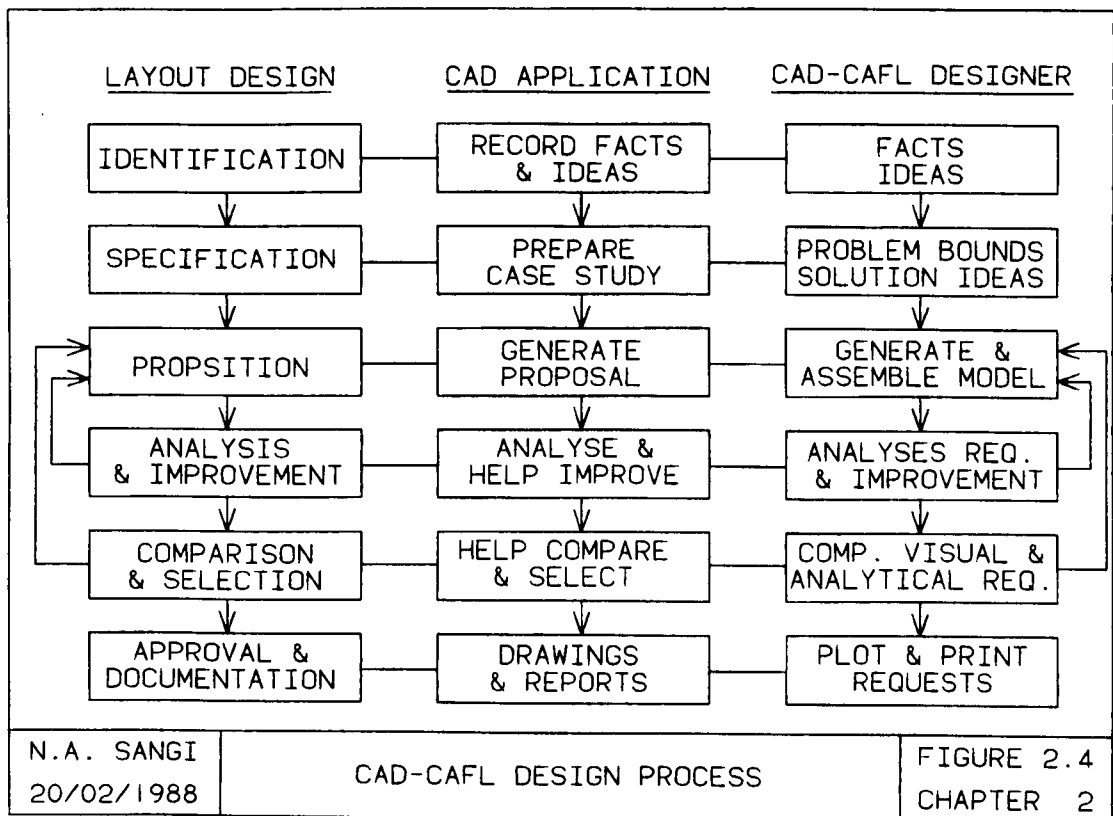 LAYOUT DESIGN
CAD APPLICATION
CAD-CAFL DESIGNER
IDENTIFICATION
RECORD FACTS
& IDEAS
FACTS
IDEAS
SPECIFICATION
PREPARE
CASE STUDY
PROBLEM BOUNDS
SOLUTION IDEAS
PROPSITION
GENERATE
PROPOSAL
GENERATE &
ASSEMBLE MODEL
ANALYSIS
& IMPROVEMENT
ANALYSE &
HELP IMPROVE
ANALYSES REQ.
& IMPROVEMENT
COMPARISON
& SELECTION
HELP COMPARE
& SELECT
COMP. VISUAL &
ANALYTICAL REQ.
APPROVAL &
DOCUMENTATION
DRAWINGS
& REPORTS
PLOT & PRINT
REQUESTS
N.A. SANGI
20/02/1988
CAD-CAFL DESIGN PROCESS
FIGURE 2.4
CHAPTER 2